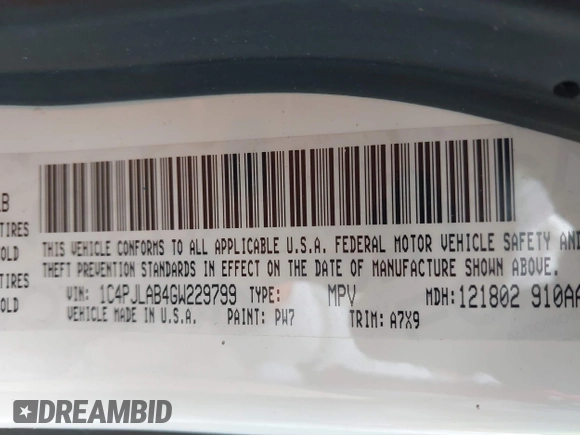 LB
TIRES
OLD
TIRES
OLD
THIS VEHICLE CONFORMS TO ALL APPLICABLE U.S.A. FEDERAL MOTOR VEHICLE SAFETY AND
THEFT PREVENTION STANDARDS IN EFFECT ON THE DATE OF MANUFACTURE SHOWN ABOVE.
VIN: 1C4PJLAB4GW229799 TYPE: MPV MDH: 121802 910AA
VEHICLE MADE IN U.S.A. PAINT: PW7 TRIM: A7X9
DREAMBID